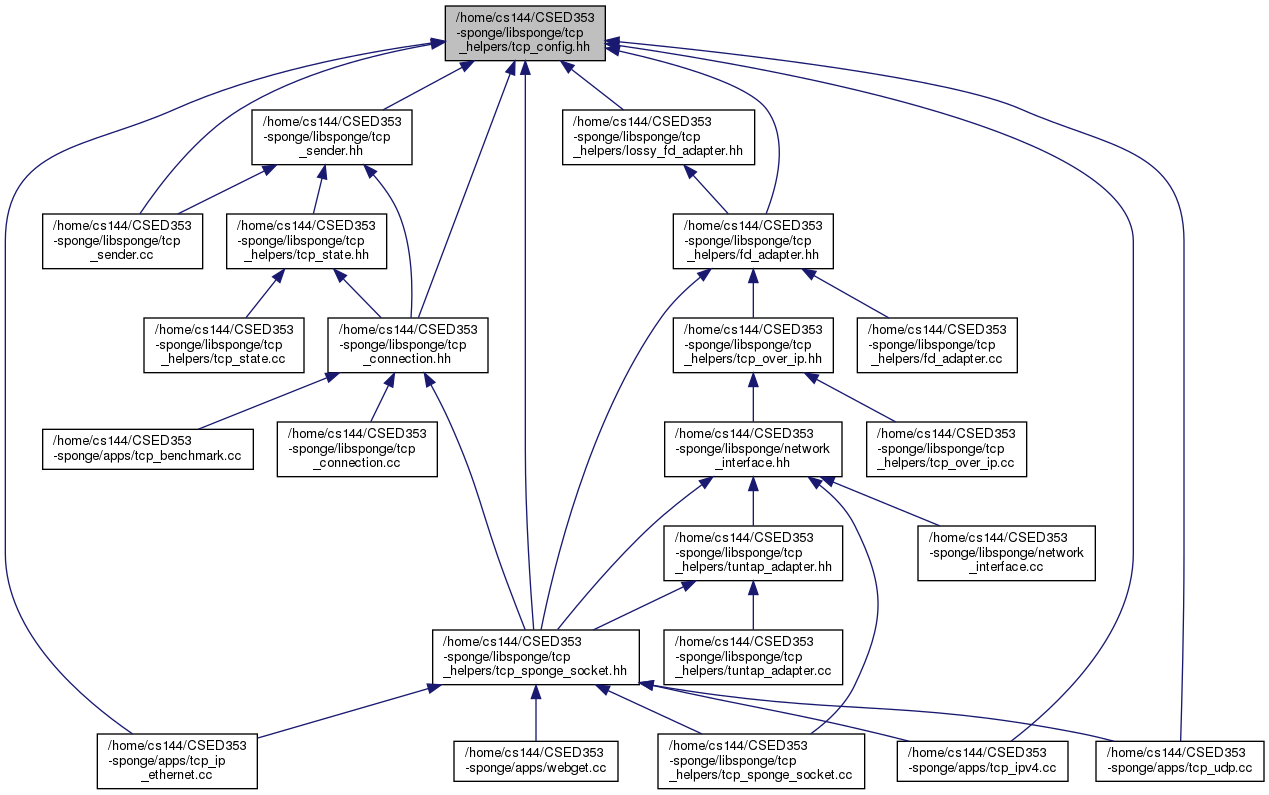 /home/cs144/CSED353
-sponge/libsponge/tcp
_helpers/tcp_config.hh
/home/cs144/CSED353
-sponge/libsponge/tcp
_sender.hh
/home/cs144/CSED353
-sponge/libsponge/tcp
_helpers/lossy_fd_adapter.hh
/home/cs144/CSED353
-sponge/libsponge/tcp
_sender.cc
/home/cs144/CSED353
-sponge/libsponge/tcp
_helpers/tcp_state.hh
/home/cs144/CSED353
-sponge/libsponge/tcp
_helpers/fd_adapter.hh
/home/cs144/CSED353
-sponge/libsponge/tcp
_helpers/tcp_state.cc
/home/cs144/CSED353
-sponge/libsponge/tcp
_connection.hh
/home/cs144/CSED353
-sponge/libsponge/tcp
_helpers/tcp_over_ip.hh
/home/cs144/CSED353
-sponge/libsponge/tcp
_helpers/fd_adapter.cc
/home/cs144/CSED353
-sponge/apps/tcp_benchmark.cc
/home/cs144/CSED353
-sponge/libsponge/tcp
_connection.cc
/home/cs144/CSED353
-sponge/libsponge/network
_interface.hh
/home/cs144/CSED353
-sponge/libsponge/tcp
_helpers/tcp_over_ip.cc
/home/cs144/CSED353
-sponge/libsponge/tcp
_helpers/tuntap_adapter.hh
/home/cs144/CSED353
-sponge/libsponge/network
_interface.cc
/home/cs144/CSED353
-sponge/libsponge/tcp
_helpers/tcp_sponge_socket.hh
/home/cs144/CSED353
-sponge/libsponge/tcp
_helpers/tuntap_adapter.cc
/home/cs144/CSED353
-sponge/apps/tcp_ip
_ethernet.cc
/home/cs144/CSED353
-sponge/apps/webget.cc
/home/cs144/CSED353
-sponge/libsponge/tcp
_helpers/tcp_sponge_socket.cc
/home/cs144/CSED353
-sponge/apps/tcp_ipv4.cc
/home/cs144/CSED353
-sponge/apps/tcp_udp.cc